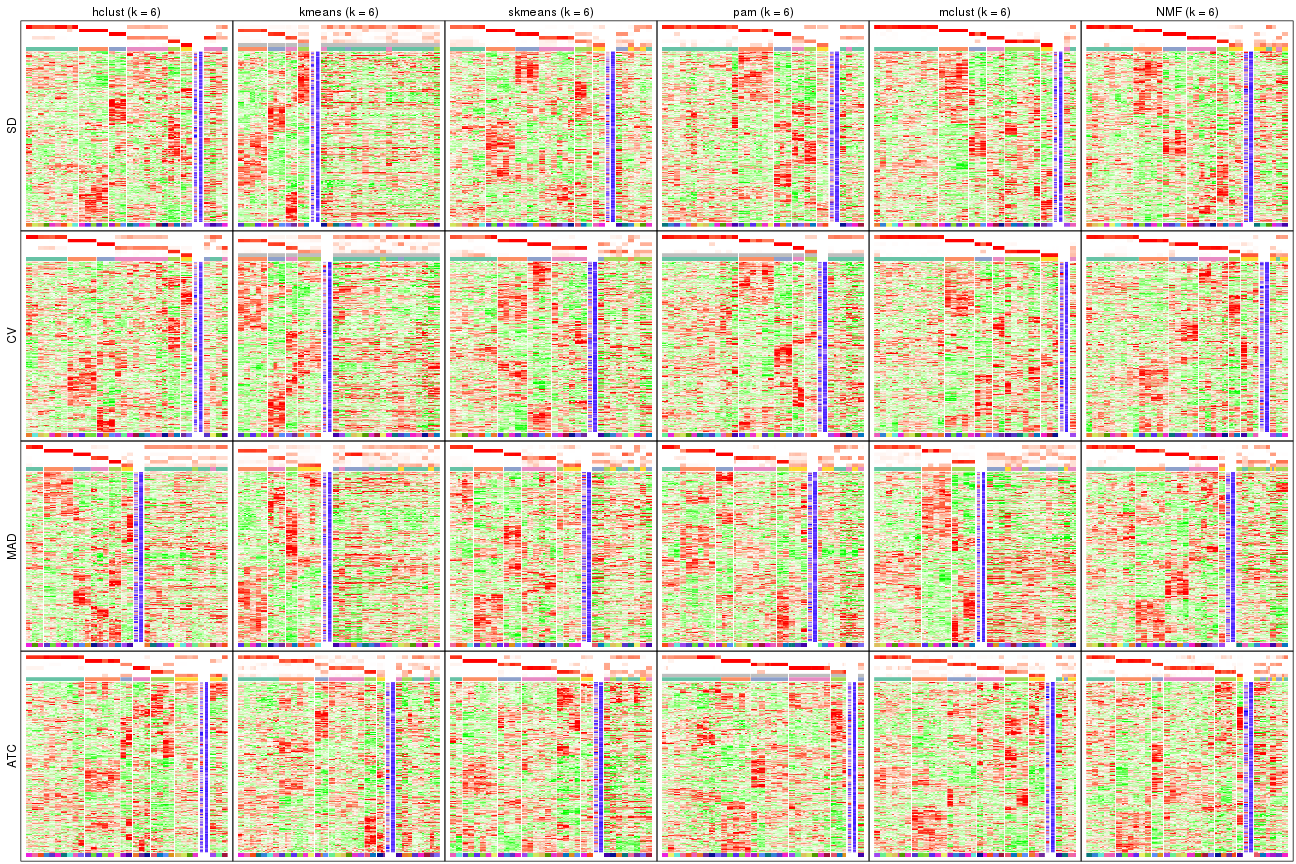 hclust (k = 6) kmeans (k = 6) skmeans (k = 6) pam (k = 6) mclust (k = 6) NMF (k = 6)
SD
CV
MAD
ATC